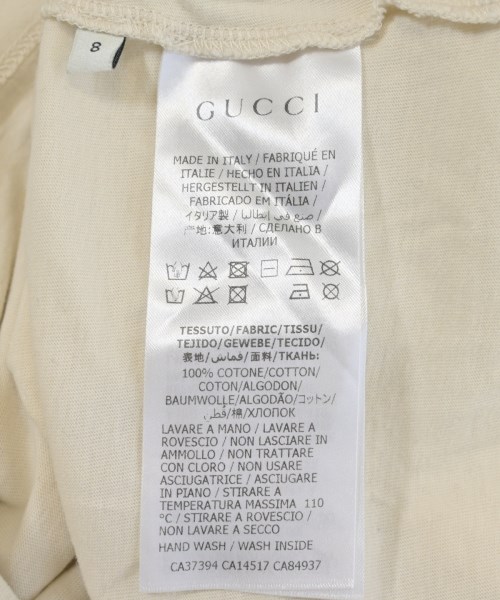 8
GUCCI
MADE IN ITALY / FABRIQUÉ EN
ITALIE / HECHO EN ITALIA /
HERGESTELLT IN ITALIEN /
FABRICADO EM ITÁLIA /
イタリア製 / صنع في إيطاليا /
产地:意大利 / СДЕЛАНО В
ИТАЛИИ
TESSUTO/FABRIC/TISSU/
TEJIDO/GEWEBE/TECIDO/
表地/قماش/面料/ТКАНЬ:
100% COTONE/COTTON/
COTON/ALGODON/
BAUMWOLLE/ALGODÃO/コットン/
قطن/棉/ХЛОПОК
LAVARE A MANO / LAVARE A
ROVESCIO / NON LASCIARE IN
AMMOLLO / NON TRATTARE
CON CLORO / NON USARE
ASCIUGATRICE / ASCIUGARE
IN PIANO / STIRARE A
TEMPERATURA MASSIMA 110
°C / STIRARE A ROVESCIO /
NON LAVARE A SECCO
HAND WASH / WASH INSIDE
CA37394 CA14517 CA84937